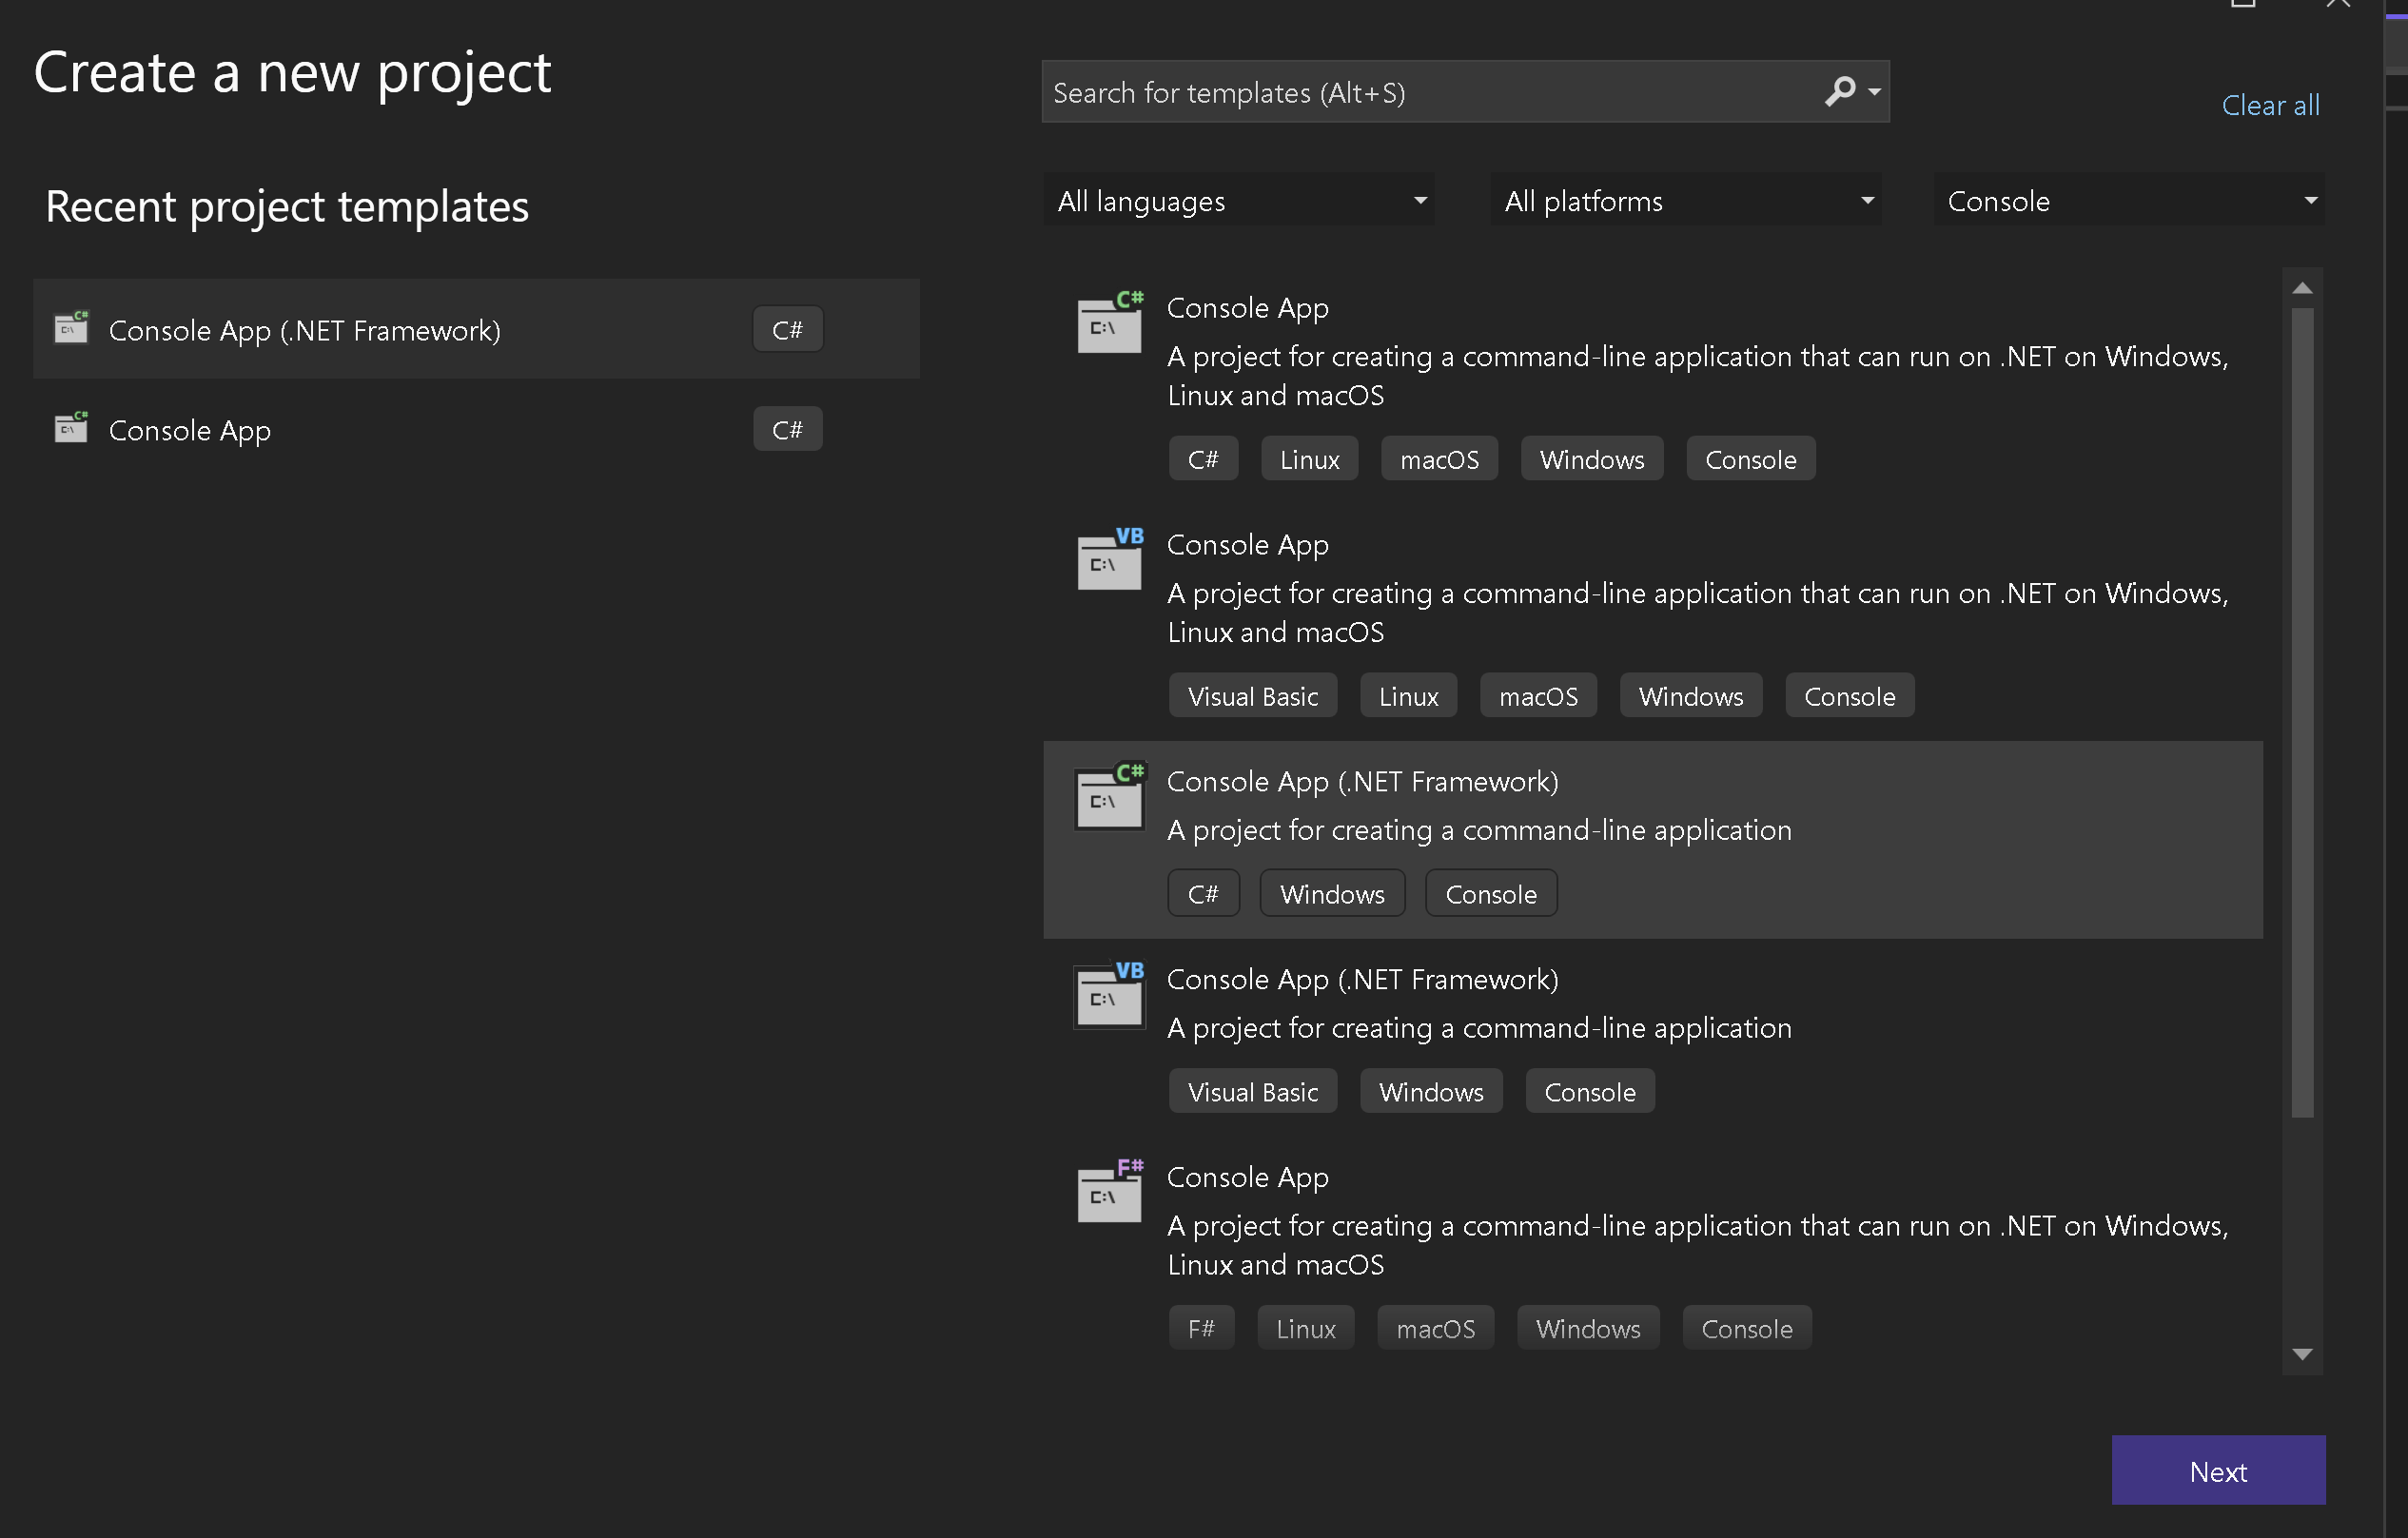 Create a new project
Search for templates (Alt+S)
Clear all
Recent project templates
All languages
All platforms
Console
Console App (.NET Framework)
C#
Console App
C#
C#
C:\
Console App
A project for creating a command-line application that can run on .NET on Windows,
Linux and macOS
C# Linux macOS Windows Console
VB
C:\
Console App
A project for creating a command-line application that can run on .NET on Windows,
Linux and macOS
Visual Basic Linux macOS Windows Console
C#
C:\
Console App (.NET Framework)
A project for creating a command-line application
C# Windows Console
VB
C:\
Console App (.NET Framework)
A project for creating a command-line application
Visual Basic Windows Console
F#
C:\
Console App
A project for creating a command-line application that can run on .NET on Windows,
Linux and macOS
F# Linux macOS Windows Console
Next